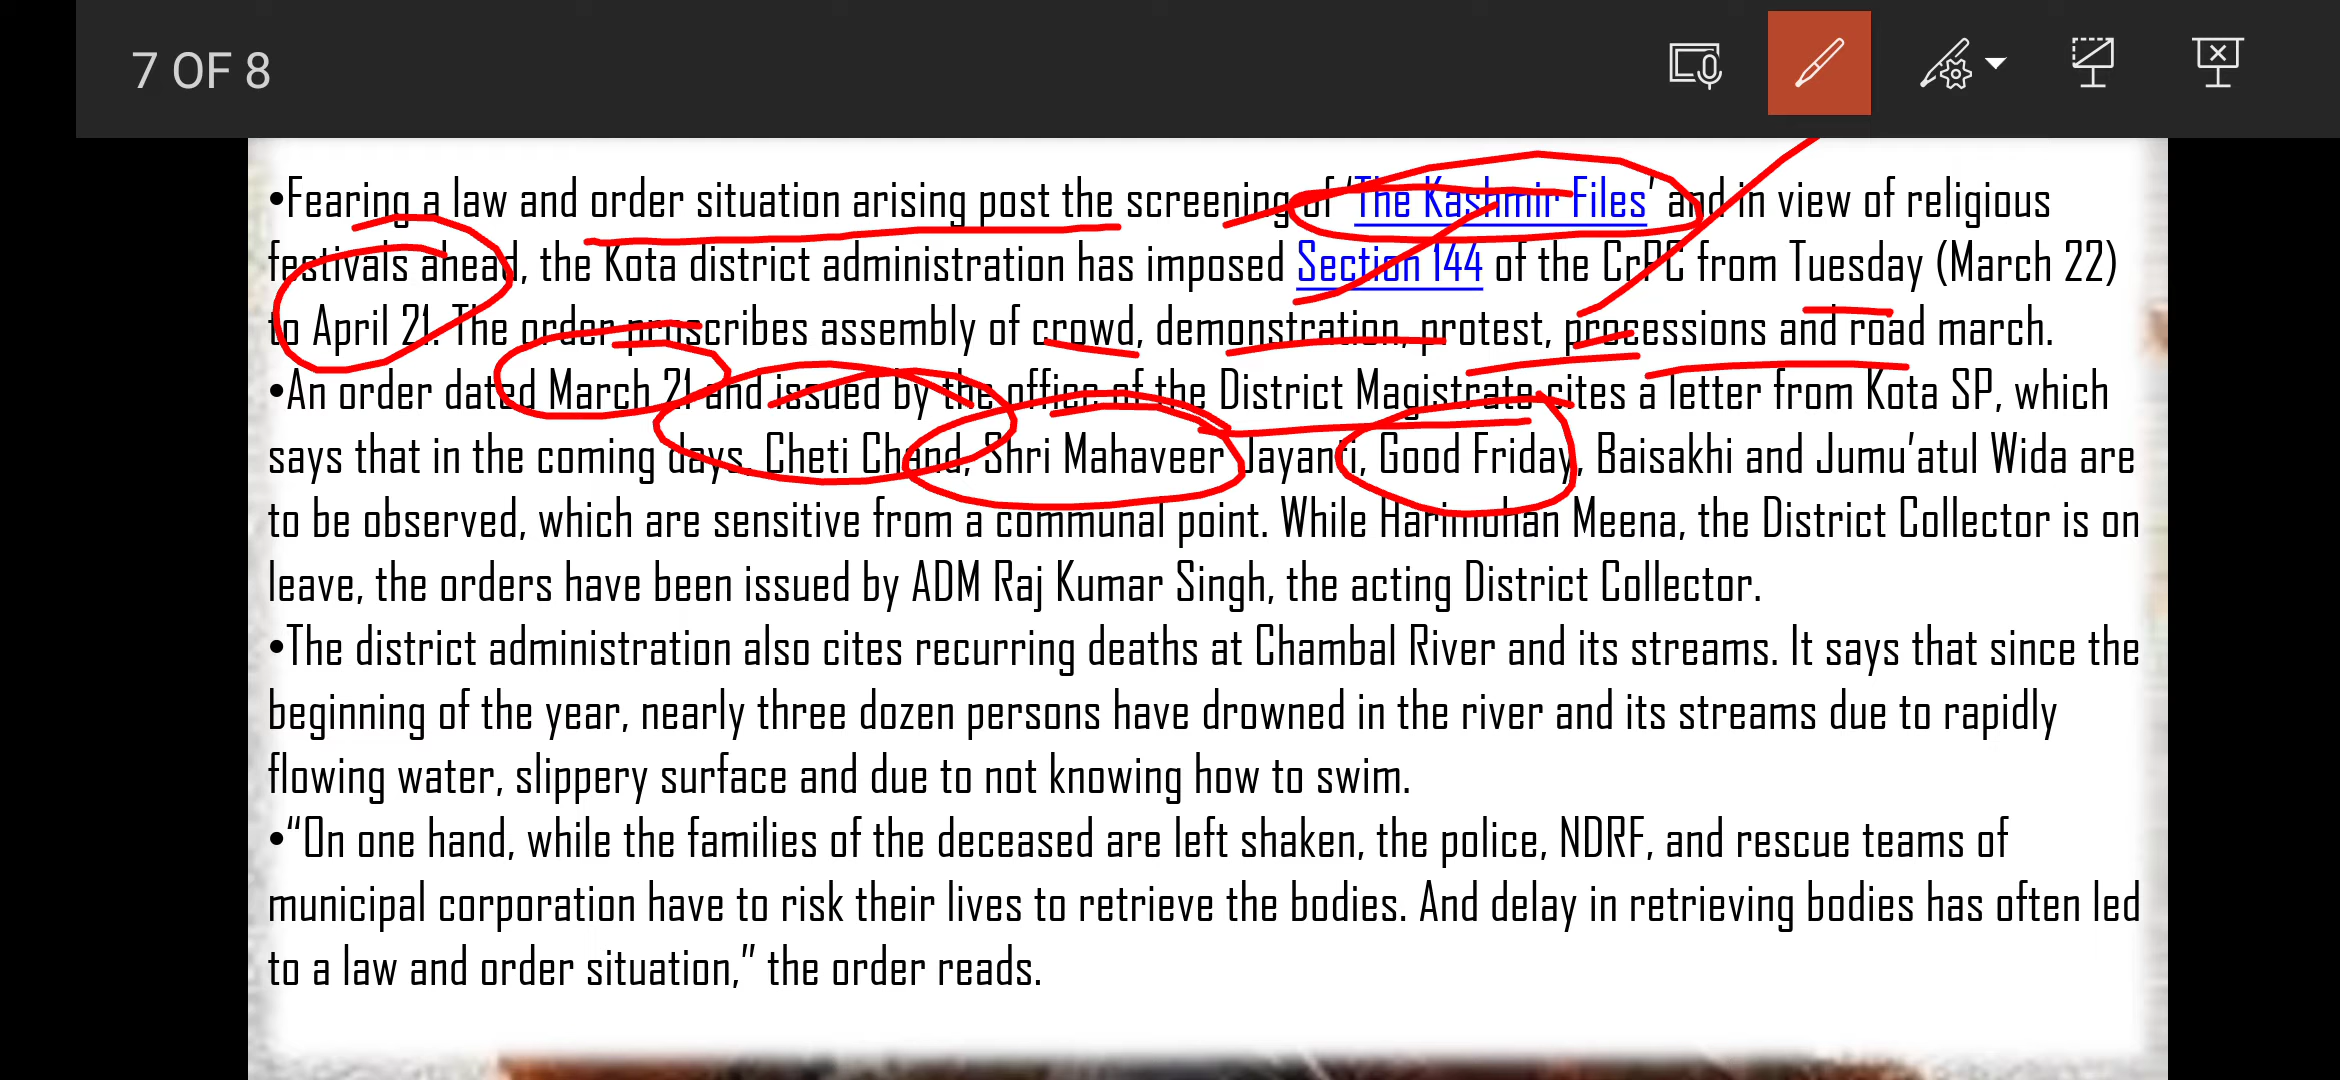 7 OF 8
•Fearing a law and order situation arising post the screening of ‘The Kashmir Files’ and in view of religious
festivals ahead, the Kota district administration has imposed Section 144 of the CrPC from Tuesday (March 22)
to April 21. The order proscribes assembly of crowd, demonstration, protest, processions and road march.
•An order dated March 21 and issued by the office of the District Magistrate cites a letter from Kota SP, which
says that in the coming days, Cheti Chand, Shri Mahaveer Jayanti, Good Friday, Baisakhi and Jumu’atul Wida are
to be observed, which are sensitive from a communal point. While Harimohan Meena, the District Collector is on
leave, the orders have been issued by ADM Raj Kumar Singh, the acting District Collector.
•The district administration also cites recurring deaths at Chambal River and its streams. It says that since the
beginning of the year, nearly three dozen persons have drowned in the river and its streams due to rapidly
flowing water, slippery surface and due to not knowing how to swim.
•“On one hand, while the families of the deceased are left shaken, the police, NDRF, and rescue teams of
municipal corporation have to risk their lives to retrieve the bodies. And delay in retrieving bodies has often led
to a law and order situation,” the order reads.